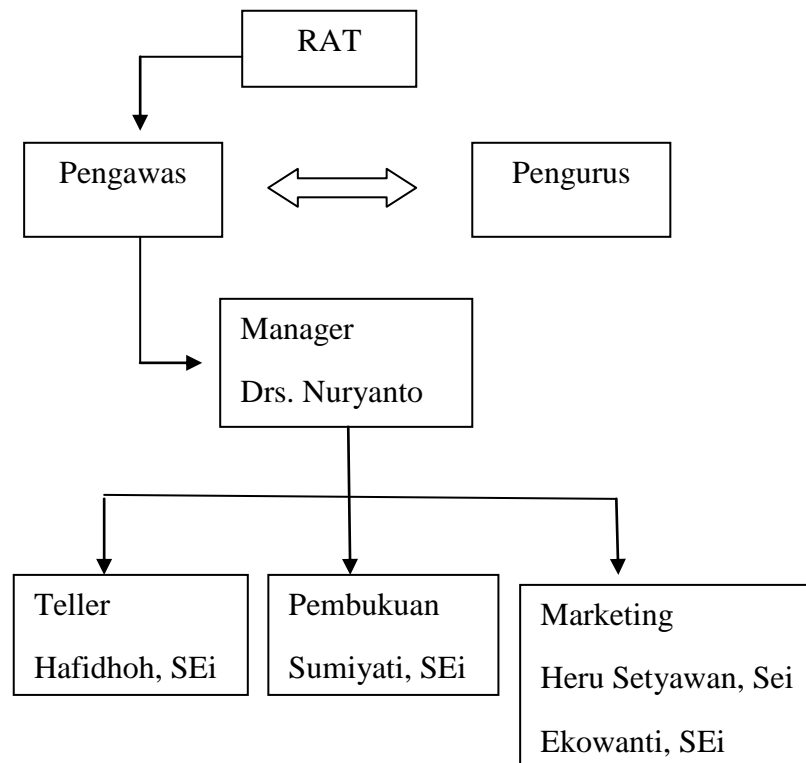 RAT
Pengawas
Pengurus
Manager
Drs. Nuryanto
Teller
Hafidhoh, SEi
Pembukuan
Sumiyati, SEi
Marketing
Heru Setyawan, Sei
Ekowanti, SEi